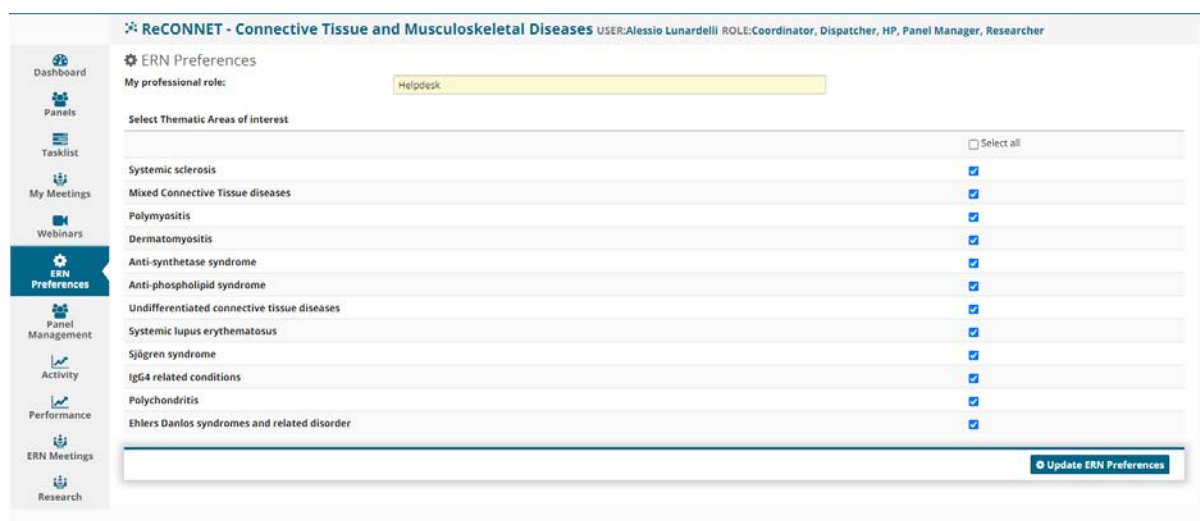 ReCONNET - Connective Tissue and Musculoskeletal Diseases USER:Alessio Lunardelli ROLE:Coordinator, Dispatcher, HP, Panel Manager, Researcher
Dashboard
Panels
Tasklist
My Meetings
Webinars
ERN
Preferences
Panel
Management
Activity
Performance
ERN Meetings
Research
ERN Preferences
My professional role:
Helpdesk
Select Thematic Areas of interest
Select all
Systemic sclerosis
Mixed Connective Tissue diseases
Polymyositis
Dermatomyositis
Anti-synthetase syndrome
Anti-phospholipid syndrome
Undifferentiated connective tissue diseases
Systemic lupus erythematosus
Sjögren syndrome
IgG4 related conditions
Polychondritis
Ehlers Danlos syndromes and related disorder
Update ERN Preferences